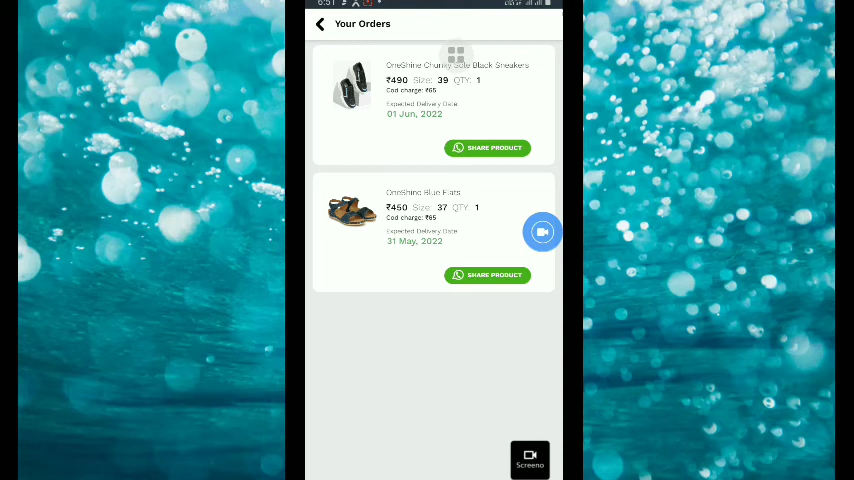 6:51
Your Orders
OneShine Chunky Sole Black Sneakers
₹490 Size: 39 QTY: 1
Cod charge: ₹65
Expected Delivery Date:
01 Jun, 2022
SHARE PRODUCT
OneShine Blue Flats
₹450 Size: 37 QTY: 1
Cod charge: ₹65
Expected Delivery Date:
31 May, 2022
SHARE PRODUCT
Screeno